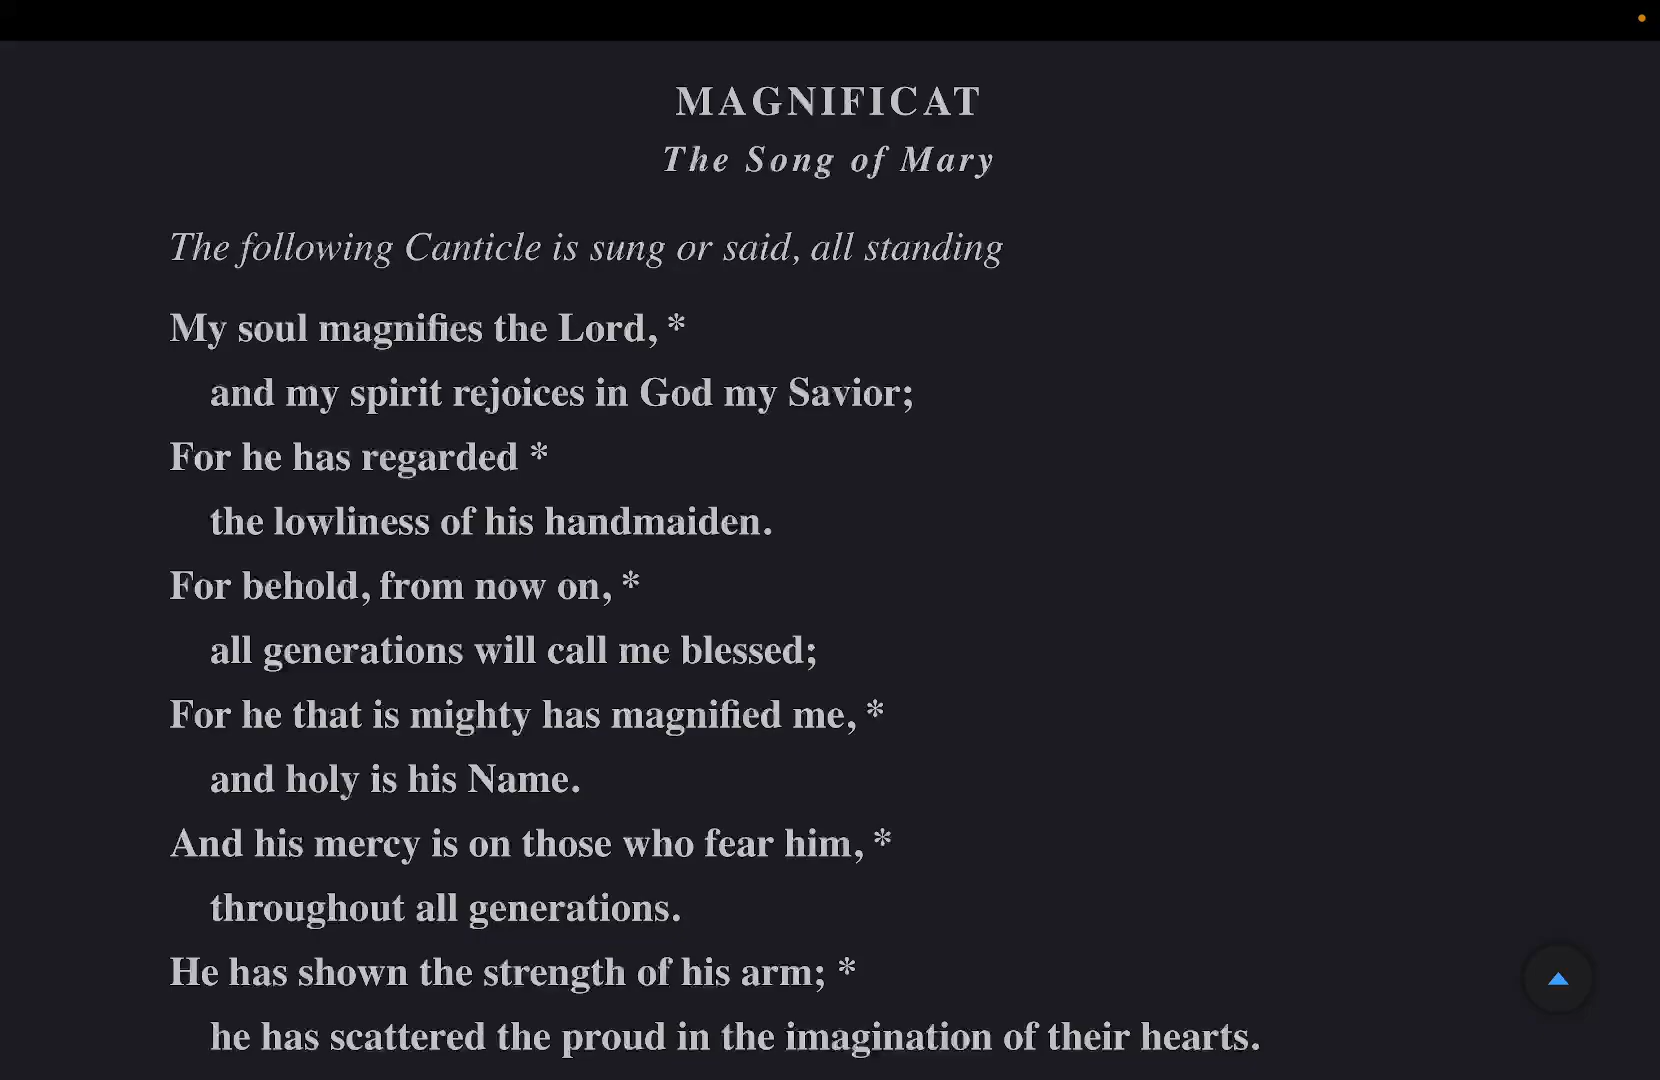 MAGNIFICAT
The Song of Mary
The following Canticle is sung or said, all standing
My soul magnifies the Lord, *
and my spirit rejoices in God my Savior;
For he has regarded *
the lowliness of his handmaiden.
For behold, from now on, *
all generations will call me blessed;
For he that is mighty has magnified me, *
and holy is his Name.
And his mercy is on those who fear him, *
throughout all generations.
He has shown the strength of his arm; *
he has scattered the proud in the imagination of their hearts.